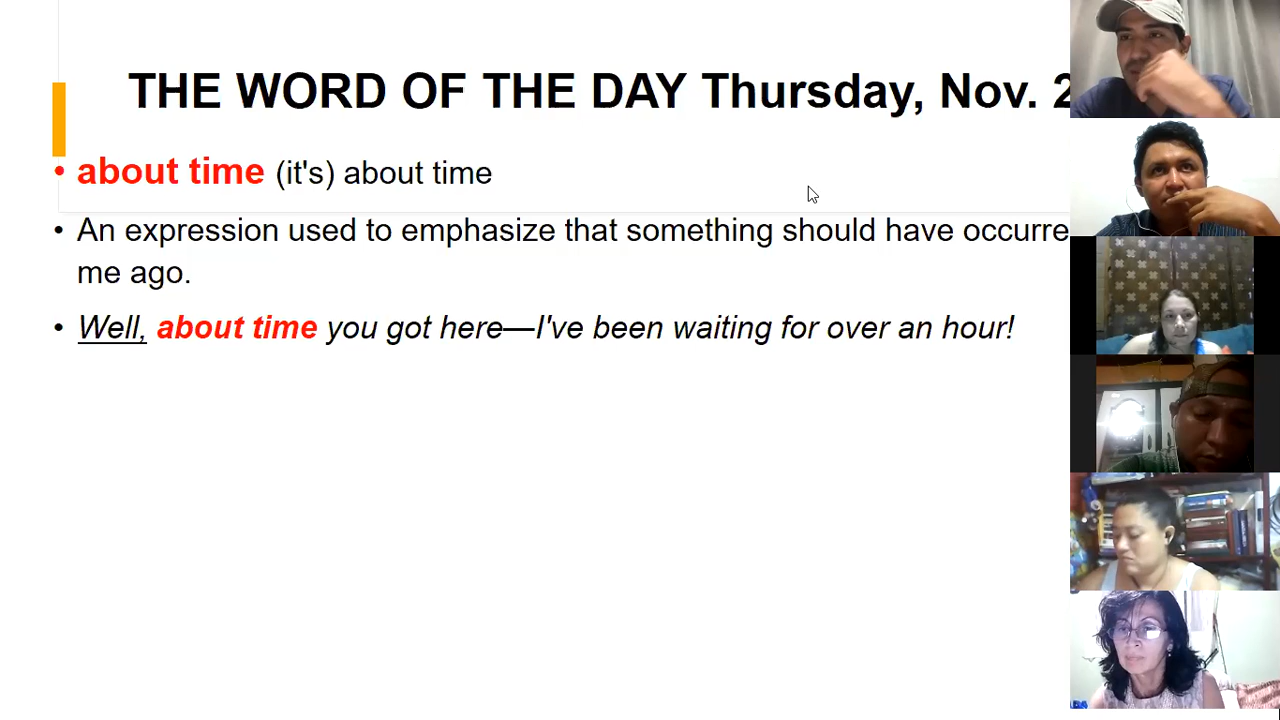 THE WORD OF THE DAY Thursday, Nov. 2
• about time (it's) about time
• An expression used to emphasize that something should have occurre
me ago.
• Well, about time you got here—I've been waiting for over an hour!